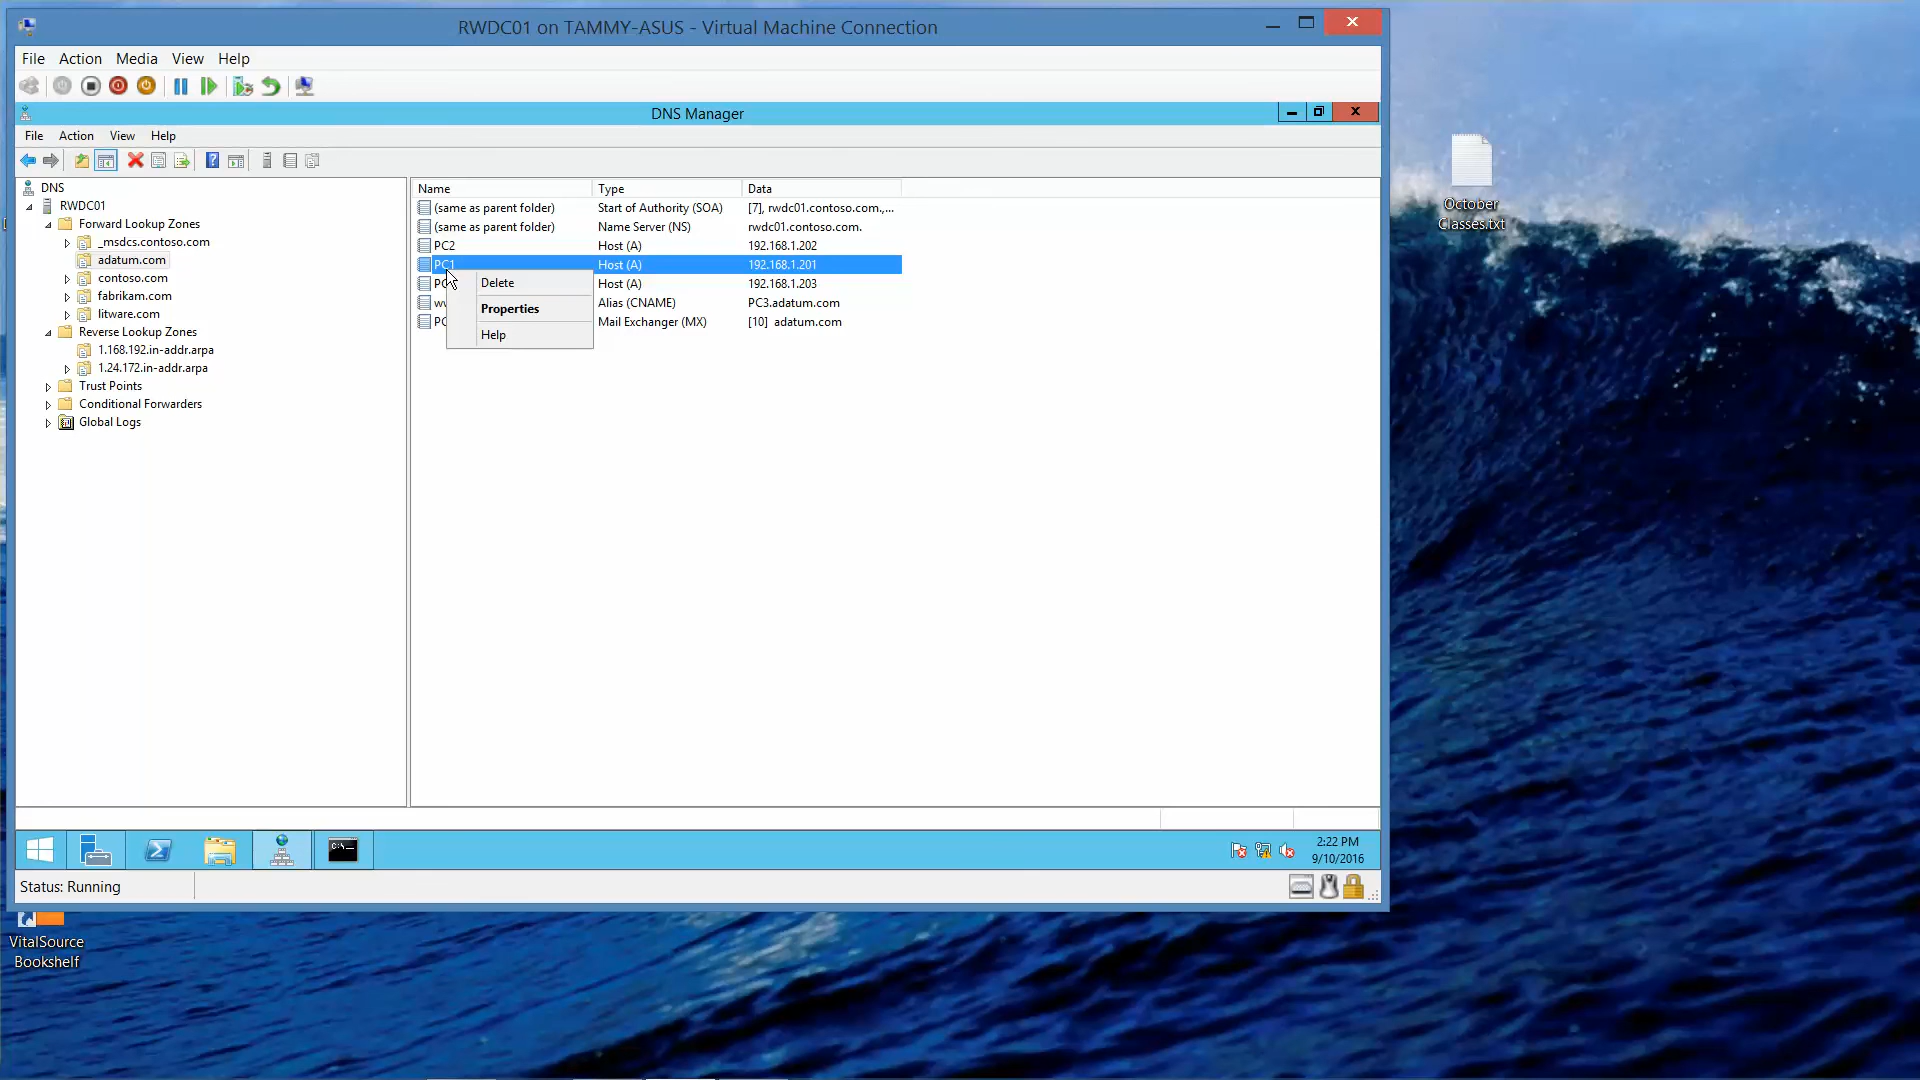 RWDC01 on TAMMY-ASUS - Virtual Machine Connection
File Action Media View Help
DNS Manager
File Action View Help
DNS
RWDC01
Forward Lookup Zones
_msdcs.contoso.com
adatum.com
contoso.com
fabrikam.com
litware.com
Reverse Lookup Zones
1.168.192.in-addr.arpa
1.24.172.in-addr.arpa
Trust Points
Conditional Forwarders
Global Logs
Name Type Data
(same as parent folder) Start of Authority (SOA) [7], rwdc01.contoso.com.,...
(same as parent folder) Name Server (NS) rwdc01.contoso.com.
PC2 Host (A) 192.168.1.202
PC1 Host (A) 192.168.1.201
Host (A) 192.168.1.203
Alias (CNAME) PC3.adatum.com
Mail Exchanger (MX) [10] adatum.com
Delete
Properties
Help
2:22 PM
9/10/2016
Status: Running
October
Classes.txt
VitalSource
Bookshelf